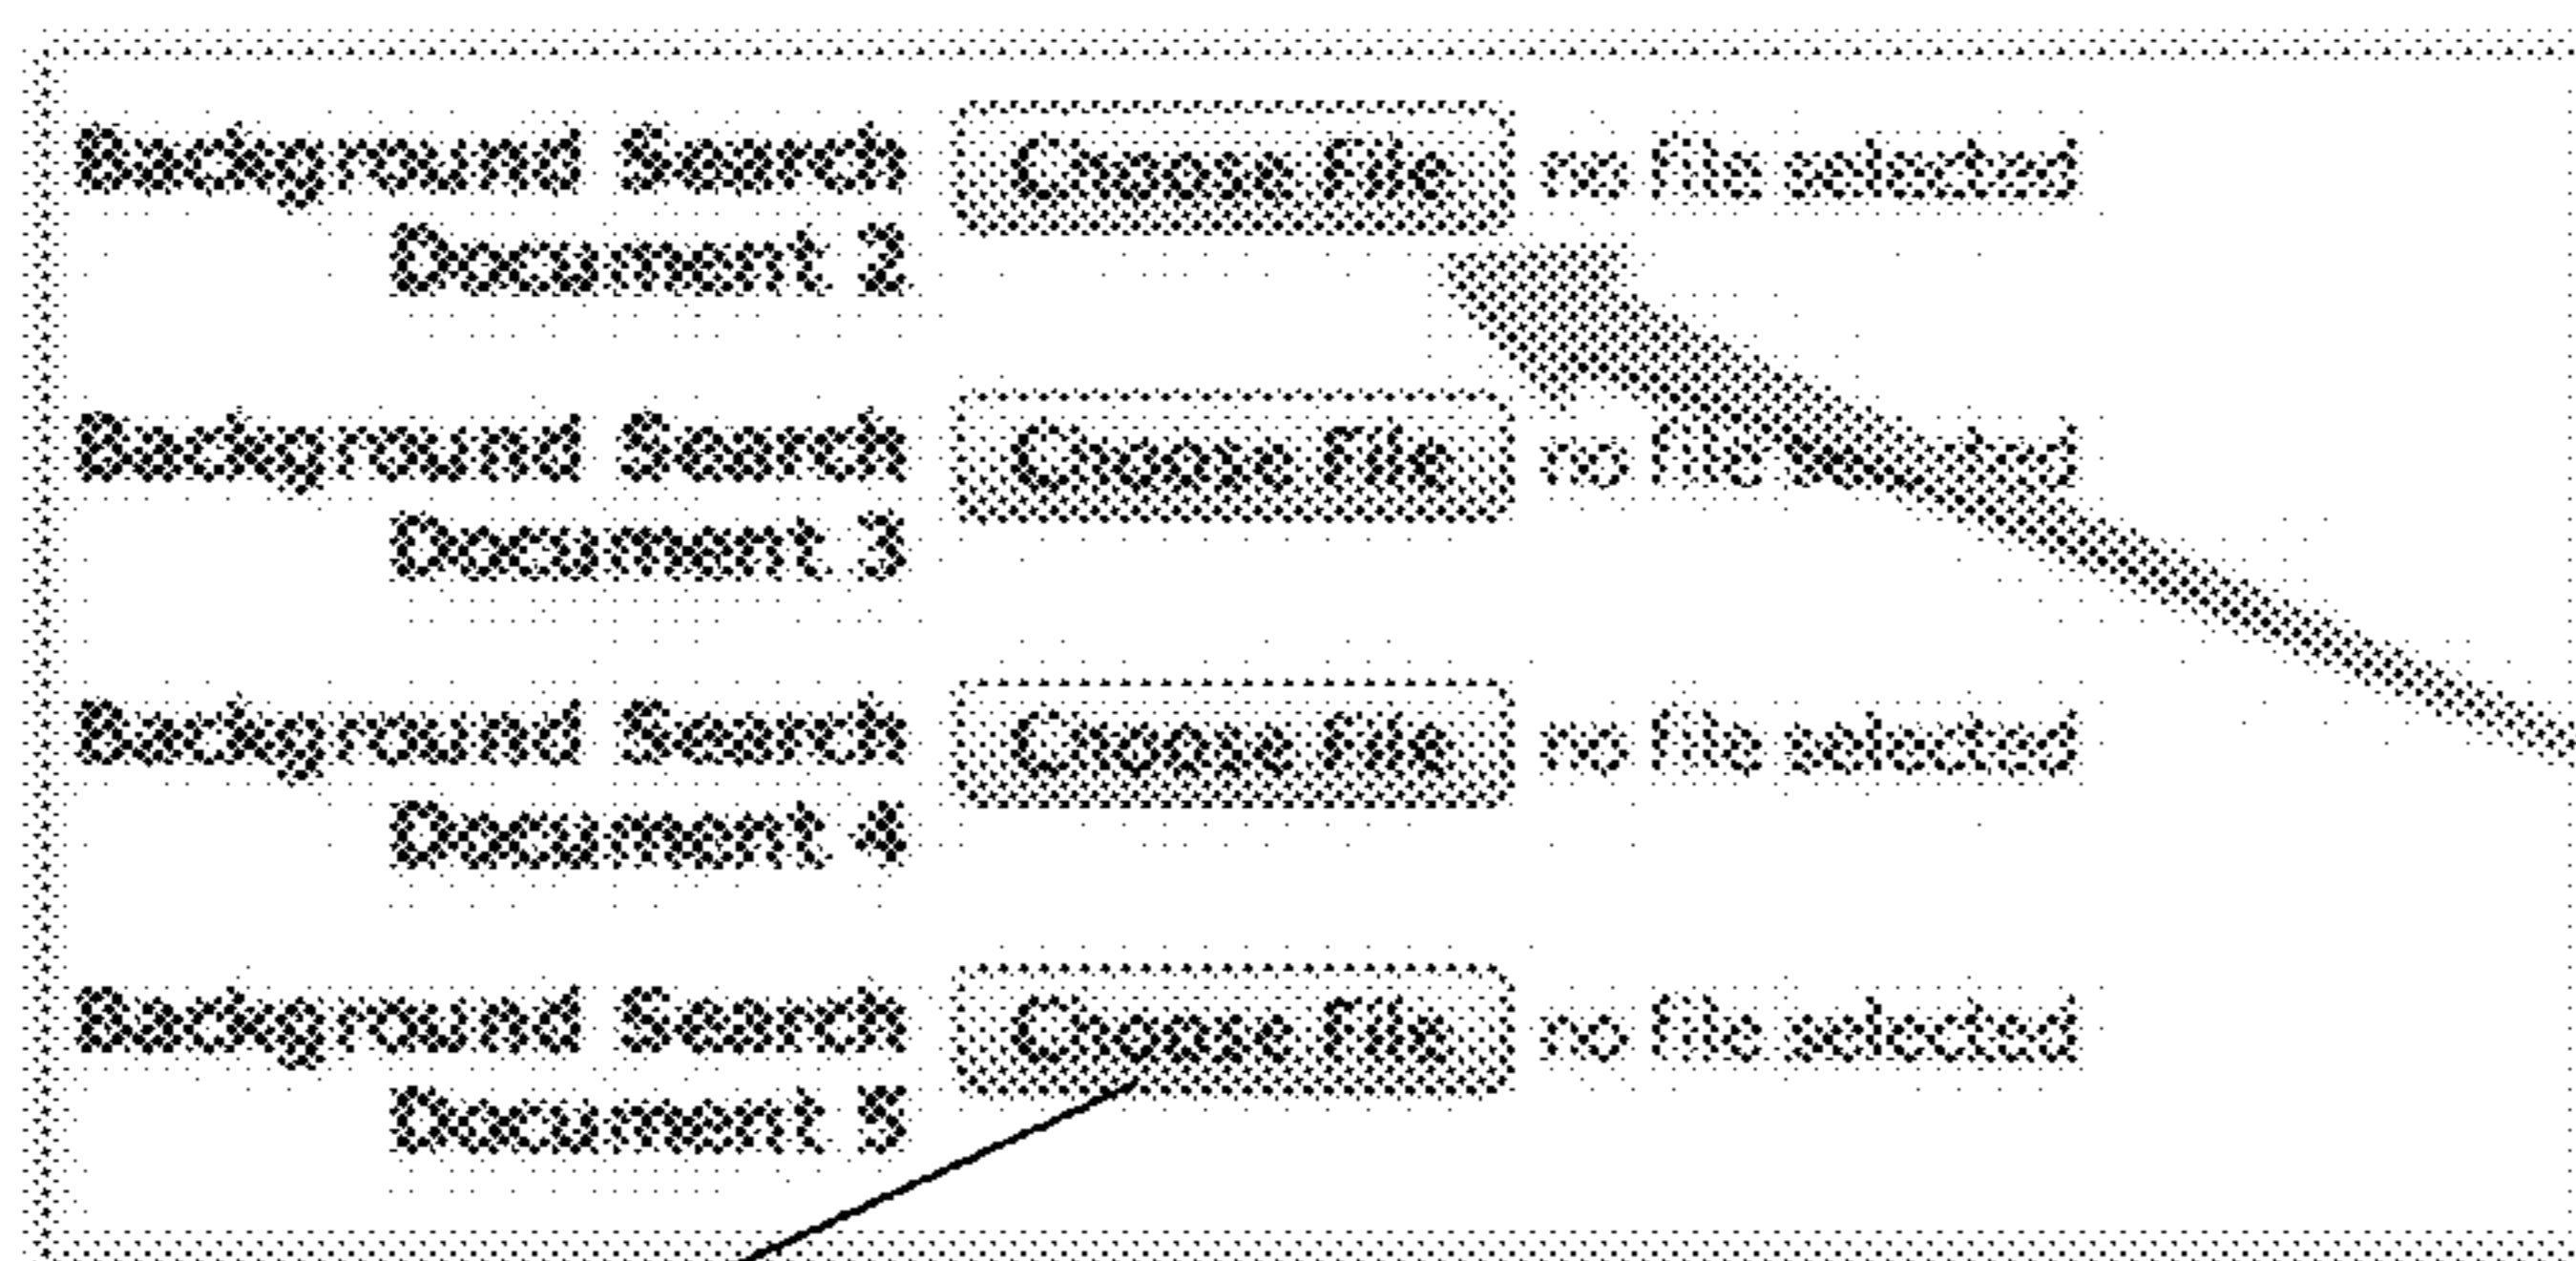 Background Search Choose File no file selected
Document 2
Background Search Choose File no file selected
Document 3
Background Search Choose File no file selected
Document 4
Background Search Choose File no file selected
Document 5